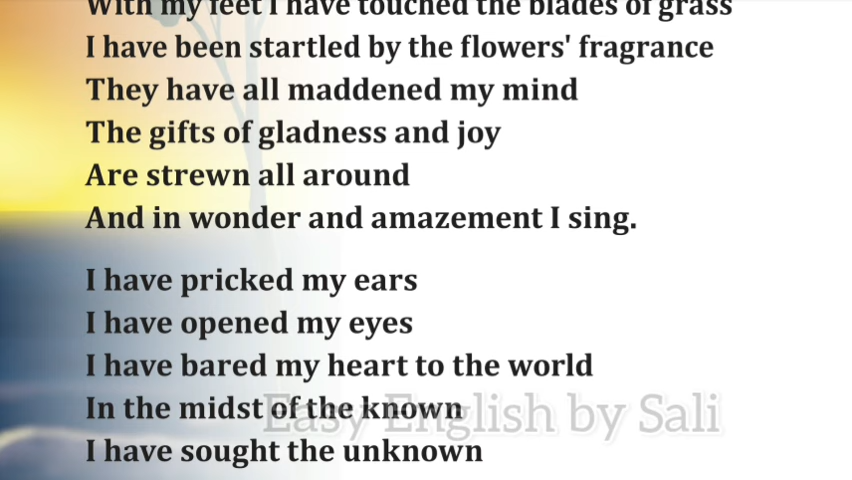 With my feet I have touched the blades of grass
I have been startled by the flowers' fragrance
They have all maddened my mind
The gifts of gladness and joy
Are strewn all around
And in wonder and amazement I sing.
I have pricked my ears
I have opened my eyes
I have bared my heart to the world
In the midst of the known
Easy English by Sali
I have sought the unknown